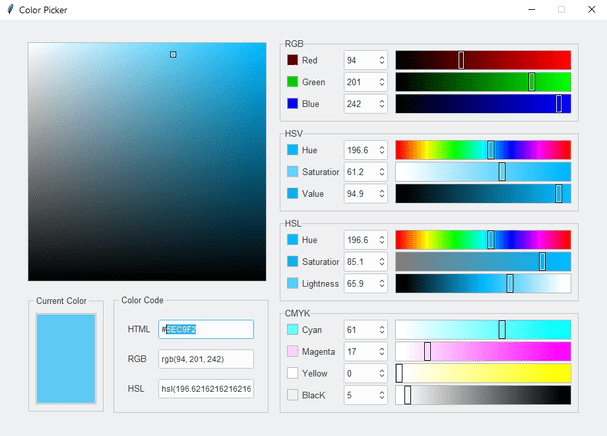 Color Picker
RGB
Red 94
Green 201
Blue 242
HSV
Hue 196.6
Saturation 61.2
Value 94.9
HSL
Hue 196.6
Saturation 85.1
Lightness 65.9
Current Color
Color Code
HTML #5EC9F2
RGB rgb(94, 201, 242)
HSL hsl(196.6216216216216
CMYK
Cyan 61
Magenta 17
Yellow 0
BlacK 5